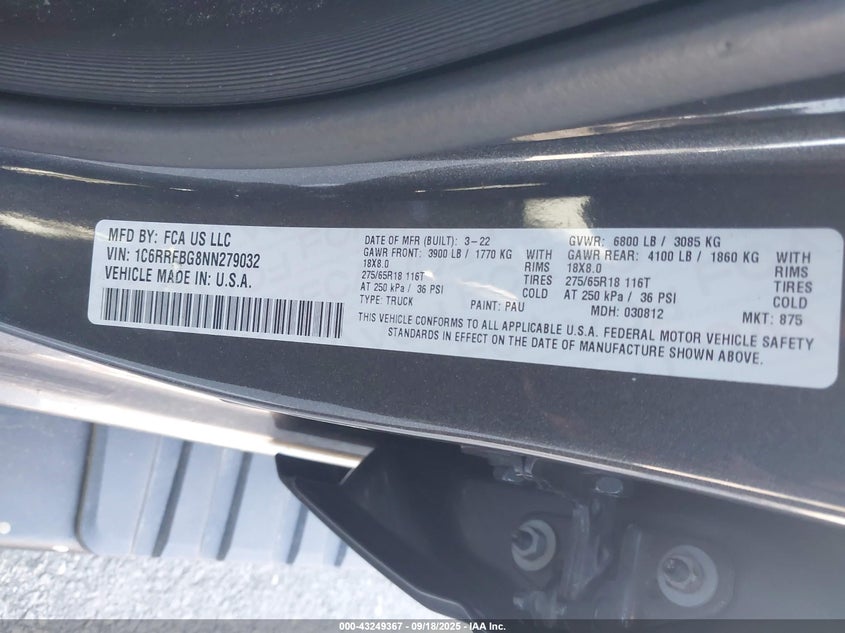 MFD BY: FCA US LLC
VIN: 1C6RRFBG8NN279032
VEHICLE MADE IN: U.S.A.
DATE OF MFR (BUILT): 3-22
GAWR FRONT: 3900 LB / 1770 KG WITH
18X8.0 RIMS
275/65R18 116T TIRES
AT 250 kPa / 36 PSI COLD
TYPE: TRUCK PAINT: PAU
GVWR: 6800 LB / 3085 KG
GAWR REAR: 4100 LB / 1860 KG WITH
18X8.0 RIMS
275/65R18 116T TIRES
AT 250 kPa / 36 PSI COLD
MDH: 030812 MKT: 875
THIS VEHICLE CONFORMS TO ALL APPLICABLE U.S.A. FEDERAL MOTOR VEHICLE SAFETY
STANDARDS IN EFFECT ON THE DATE OF MANUFACTURE SHOWN ABOVE.
000-43249367 - 09/18/2025 - IAA Inc.